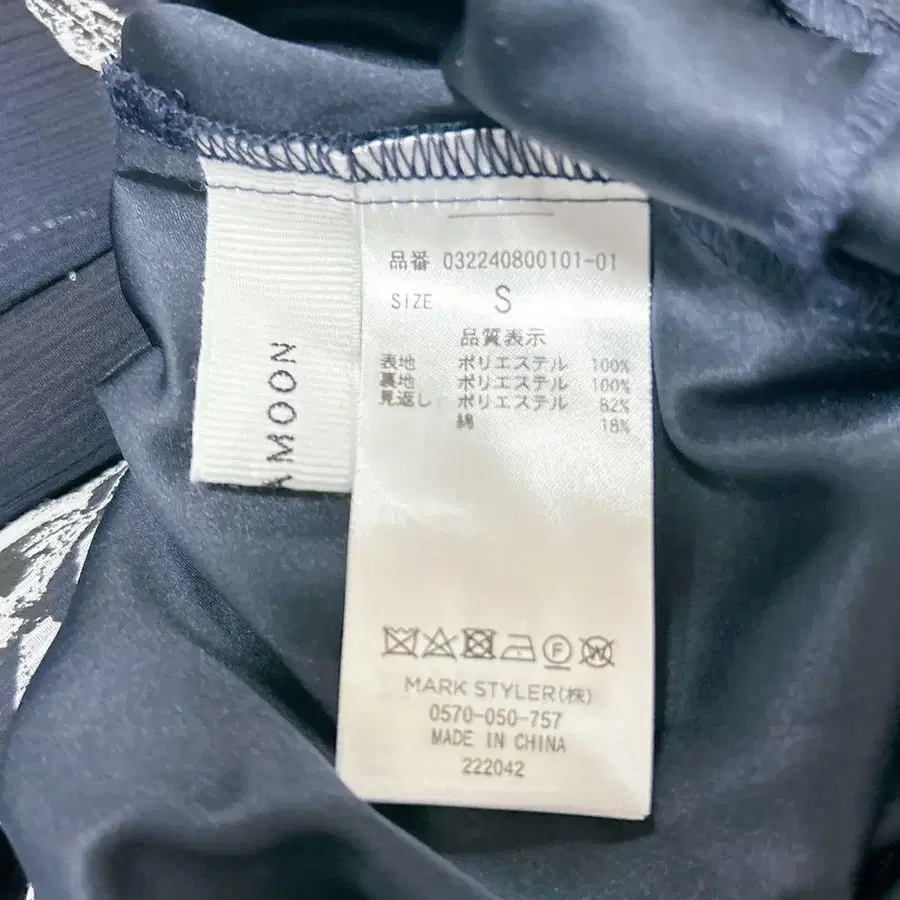 AMOON
品番 032240800101-01
SIZE S
品質表示
表地 ポリエステル 100%
裏地 ポリエステル 100%
見返し ポリエステル 82%
綿 18%
F W
MARK STYLER(株)
0570-050-757
MADE IN CHINA
222042